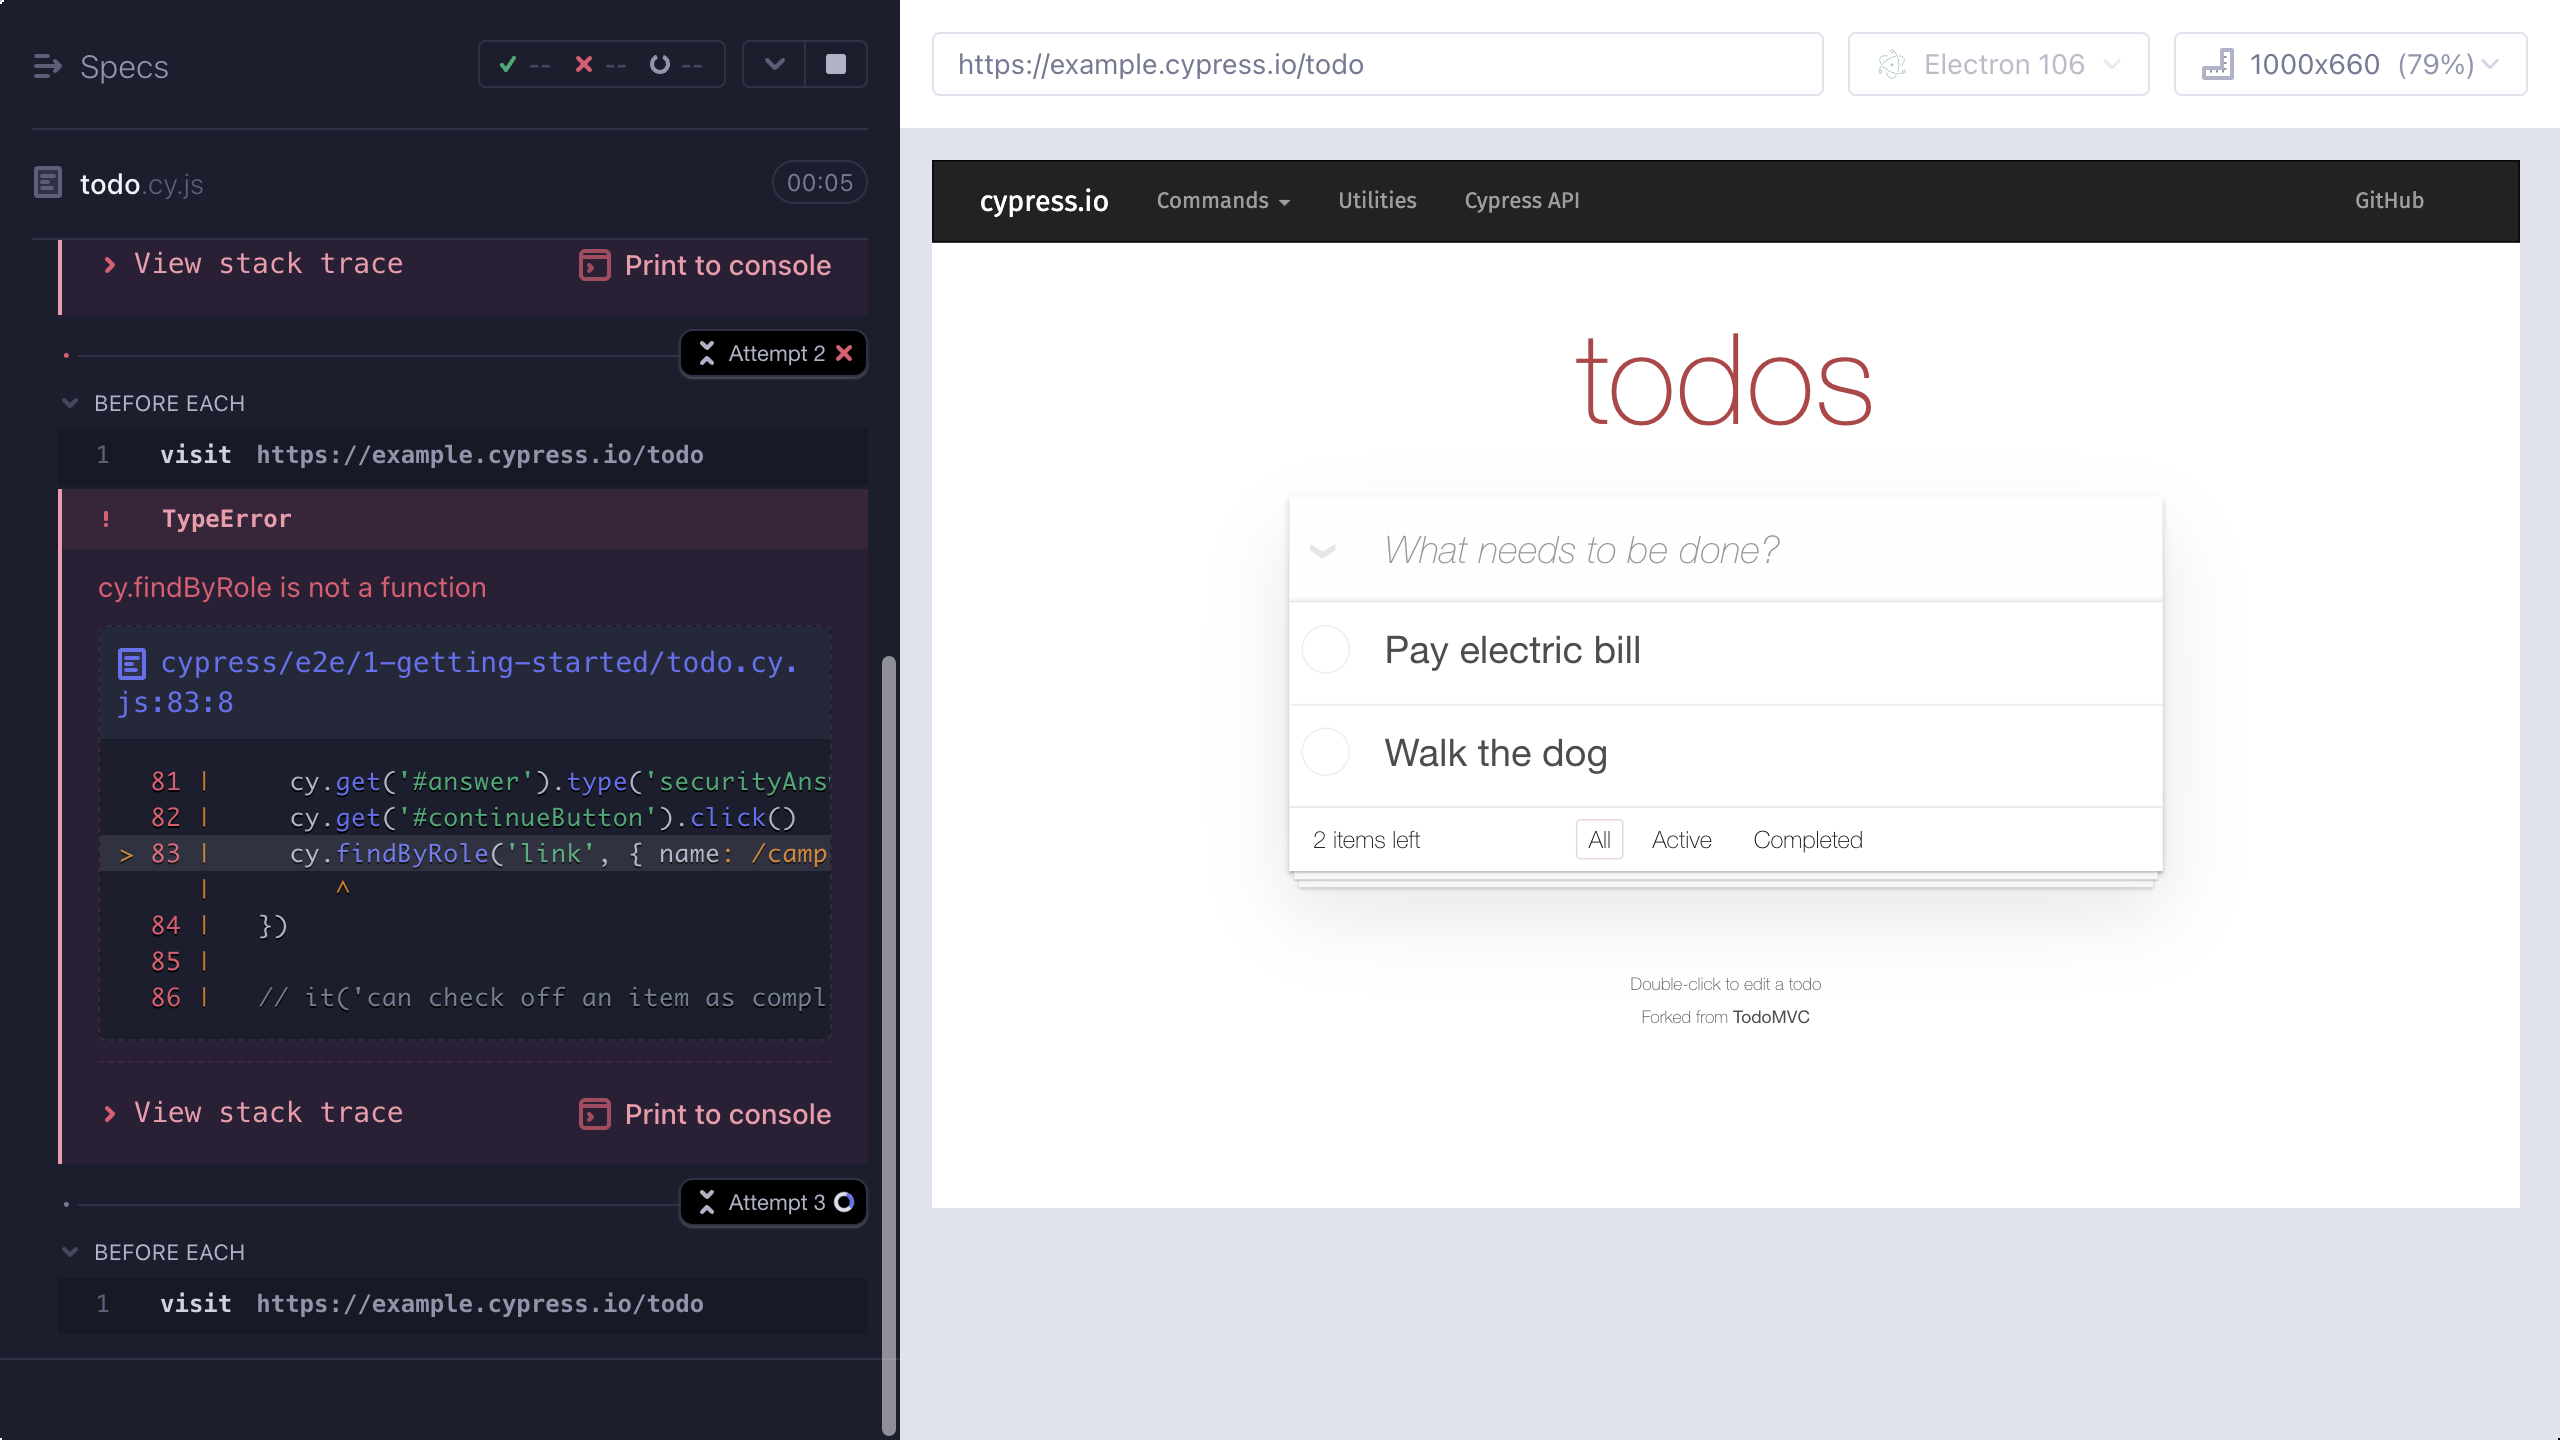 Specs
-- -- --
todo.cy.js
00:05
View stack trace
Print to console
Attempt 2
BEFORE EACH
1 visit https://example.cypress.io/todo
! TypeError
cy.findByRole is not a function
cypress/e2e/1-getting-started/todo.cy.
js:83:8
81 | cy.get('#answer').type('securityAns
82 | cy.get('#continueButton').click()
> 83 | cy.findByRole('link', { name: /camp
| ^
84 | })
85 |
86 | // it('can check off an item as compl
View stack trace
Print to console
Attempt 3
BEFORE EACH
1 visit https://example.cypress.io/todo
https://example.cypress.io/todo
Electron 106
1000x660 (79%)
cypress.io Commands Utilities Cypress API GitHub
todos
What needs to be done?
Pay electric bill
Walk the dog
2 items left All Active Completed
Double-click to edit a todo
Forked from TodoMVC